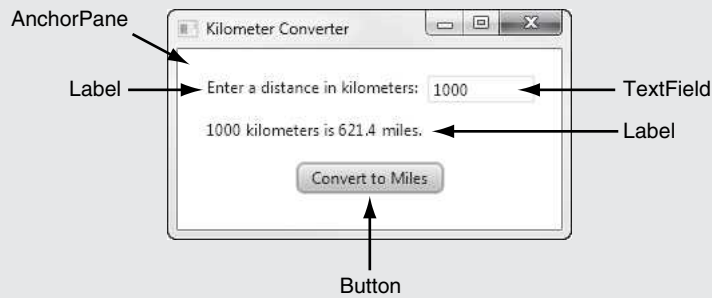 AnchorPane
Kilometer Converter
Label
Enter a distance in kilometers:
1000
TextField
1000 kilometers is 621.4 miles.
Label
Convert to Miles
Button